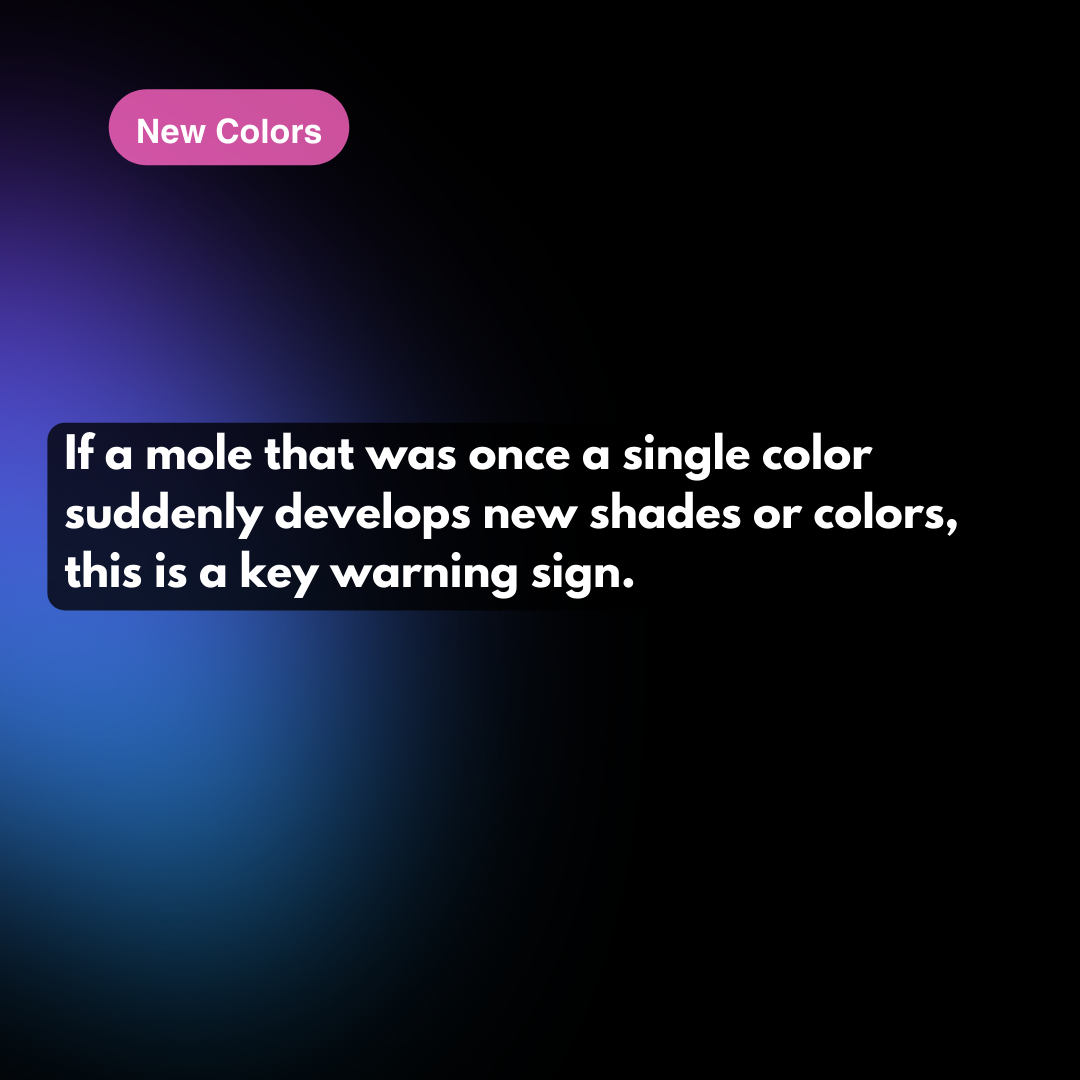 New Colors
If a mole that was once a single color
suddenly develops new shades or colors,
this is a key warning sign.